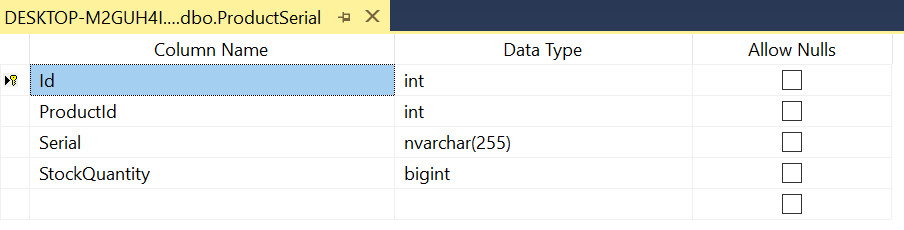 DESKTOP-M2GUH4I....dbo.ProductSerial
Column Name Data Type Allow Nulls
Id int
ProductId int
Serial nvarchar(255)
StockQuantity bigint